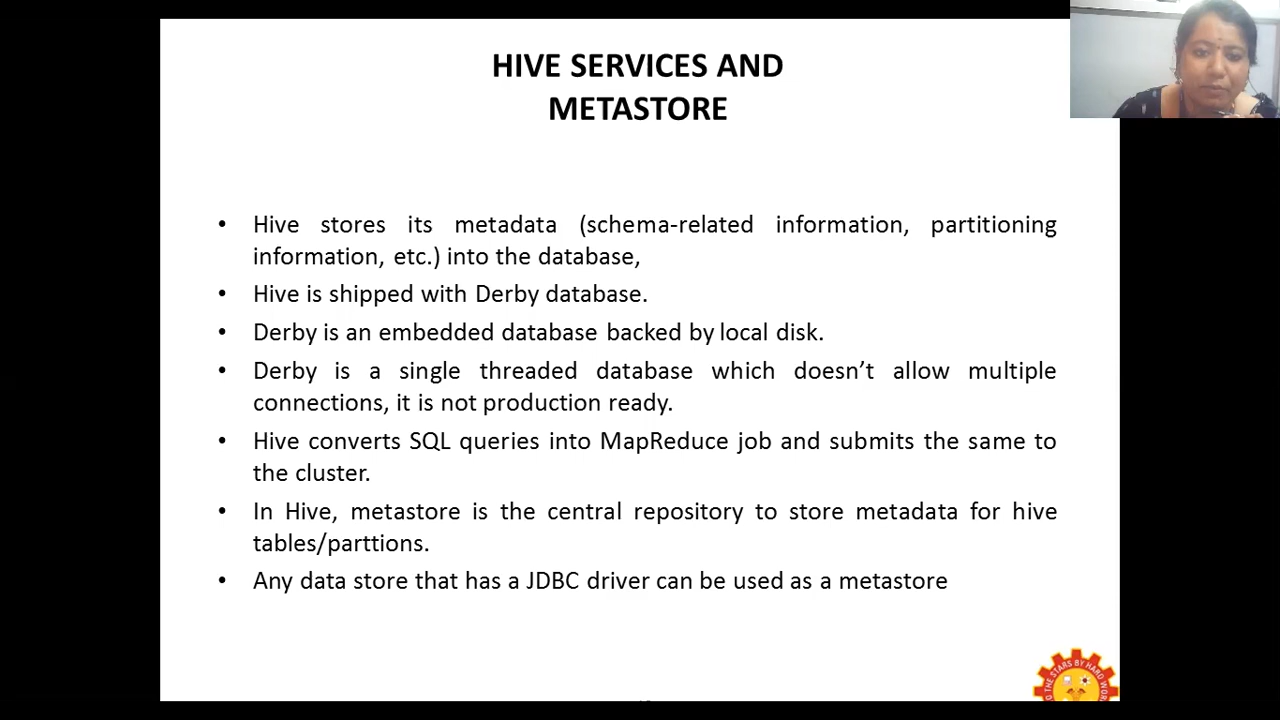 HIVE SERVICES AND
METASTORE
• Hive stores its metadata (schema-related information, partitioning
information, etc.) into the database,
• Hive is shipped with Derby database.
• Derby is an embedded database backed by local disk.
• Derby is a single threaded database which doesn’t allow multiple
connections, it is not production ready.
• Hive converts SQL queries into MapReduce job and submits the same to
the cluster.
• In Hive, metastore is the central repository to store metadata for hive
tables/parttions.
• Any data store that has a JDBC driver can be used as a metastore
THE STARS BY HARD